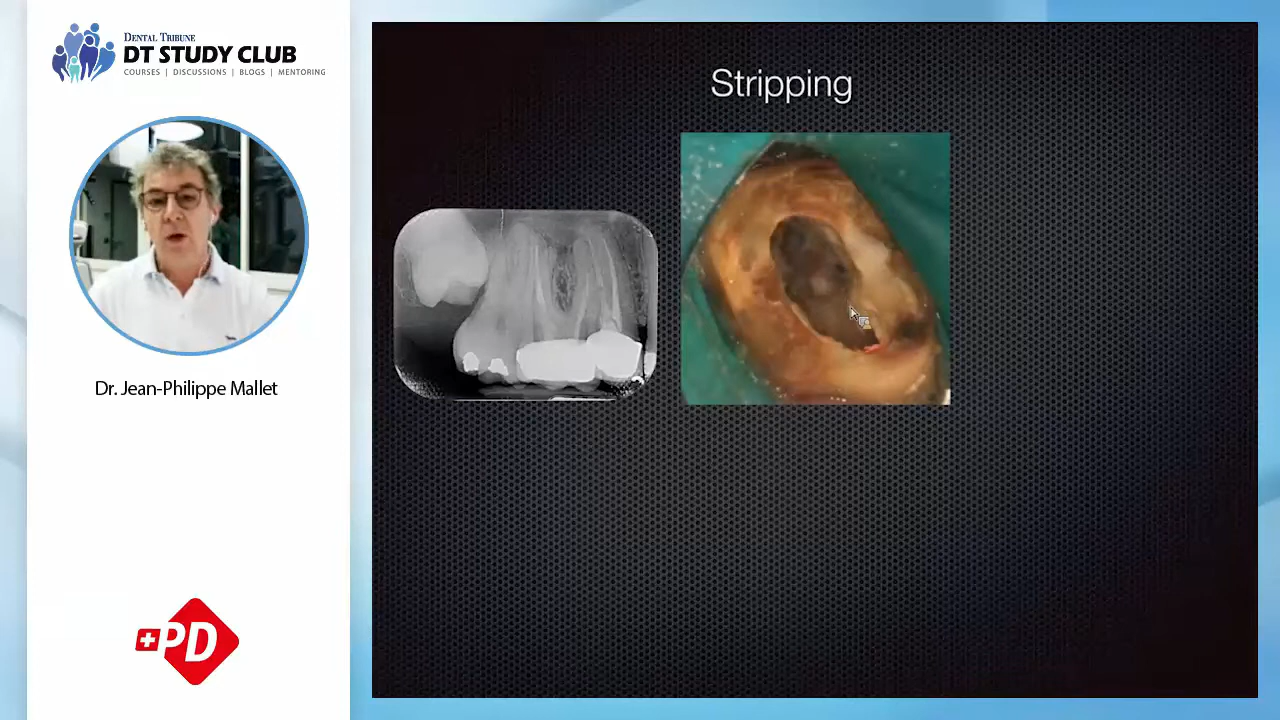 DENTAL TRIBUNE
DT STUDY CLUB
COURSES | DISCUSSIONS | BLOGS | MENTORING
Dr. Jean-Philippe Mallet
PD
Stripping